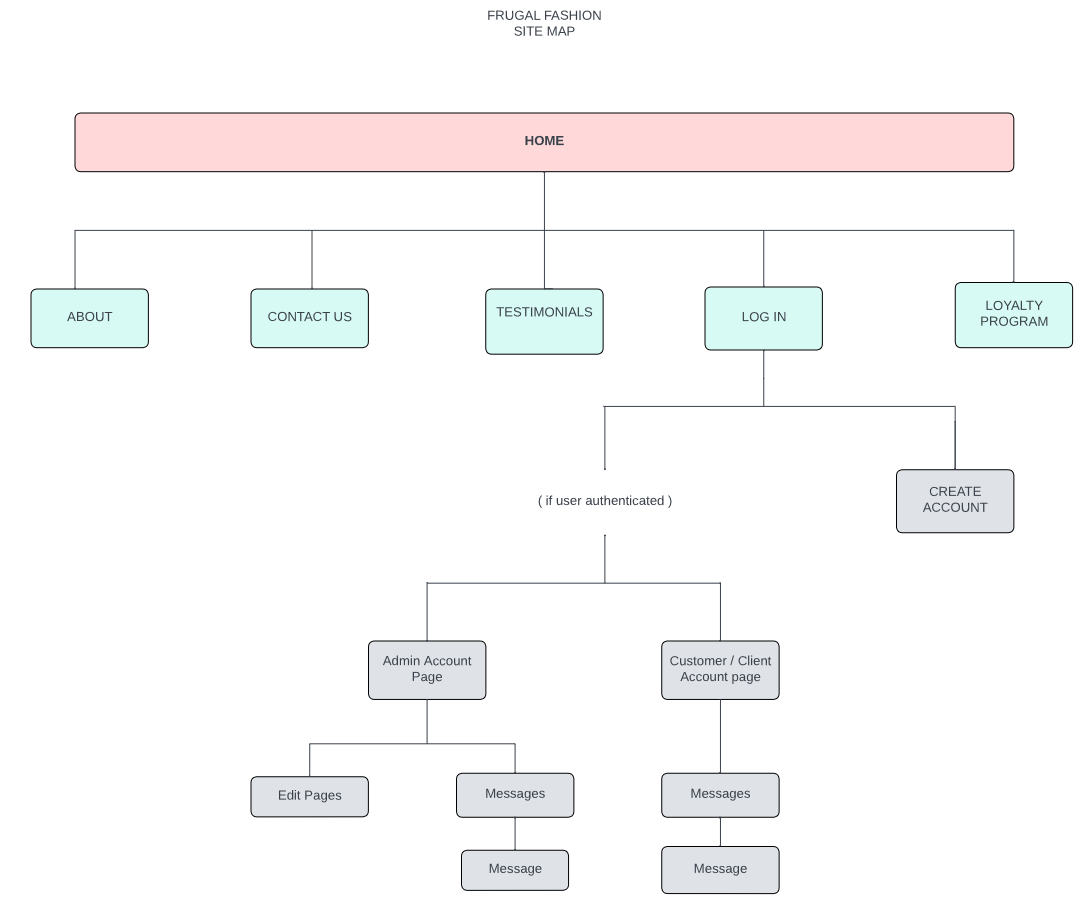 FRUGAL FASHION
SITE MAP
HOME
ABOUT
CONTACT US
TESTIMONIALS
LOG IN
LOYALTY
PROGRAM
( if user authenticated )
CREATE
ACCOUNT
Admin Account
Page
Customer / Client
Account page
Edit Pages
Messages
Messages
Message
Message